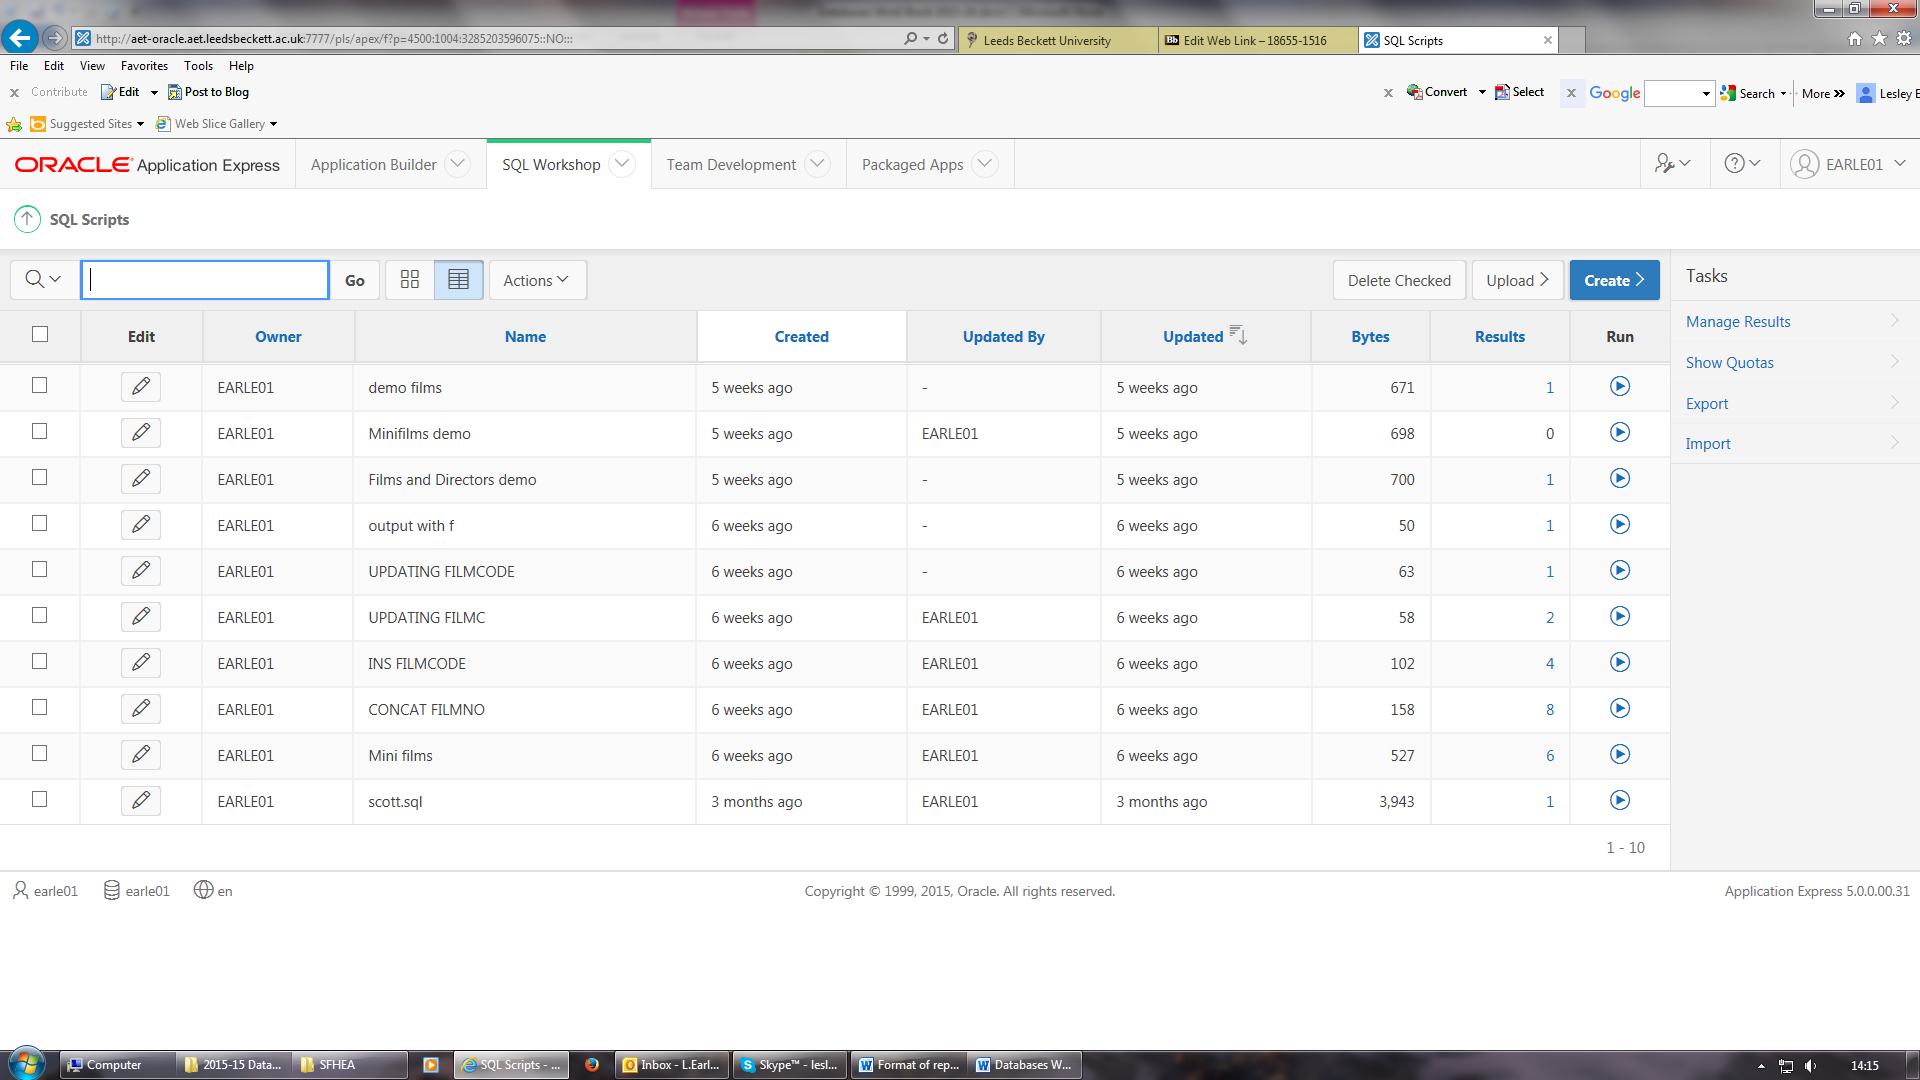 http://aet-oracle.aet.leedsbeckett.ac.uk:7777/pls/apex/f?p=4500:1004:3285203596075::NO:::
Leeds Beckett University
Bb Edit Web Link – 18655-1516
SQL Scripts
File Edit View Favorites Tools Help
x Contribute Edit Post to Blog
x Convert Select
x Google Search More »
Lesley E
Suggested Sites Web Slice Gallery
ORACLE Application Express
Application Builder
SQL Workshop
Team Development
Packaged Apps
EARLE01
SQL Scripts
Go
Actions
Delete Checked
Upload
Create
Tasks
Manage Results
Show Quotas
Export
Import
Edit Owner Name Created Updated By Updated Bytes Results Run
EARLE01 demo films 5 weeks ago - 5 weeks ago 671 1
EARLE01 Minifilms demo 5 weeks ago EARLE01 5 weeks ago 698 0
EARLE01 Films and Directors demo 5 weeks ago - 5 weeks ago 700 1
EARLE01 output with f 6 weeks ago - 6 weeks ago 50 1
EARLE01 UPDATING FILMCODE 6 weeks ago - 6 weeks ago 63 1
EARLE01 UPDATING FILMC 6 weeks ago EARLE01 6 weeks ago 58 2
EARLE01 INS FILMCODE 6 weeks ago EARLE01 6 weeks ago 102 4
EARLE01 CONCAT FILMNO 6 weeks ago EARLE01 6 weeks ago 158 8
EARLE01 Mini films 6 weeks ago EARLE01 6 weeks ago 527 6
EARLE01 scott.sql 3 months ago EARLE01 3 months ago 3,943 1
1 - 10
earle01 earle01 en
Copyright © 1999, 2015, Oracle. All rights reserved.
Application Express 5.0.0.00.31
Computer
2015-15 Data...
SFHEA
SQL Scripts - ...
Inbox - L.Earl...
Skype™ - lesl...
Format of rep...
Databases W...
14:15